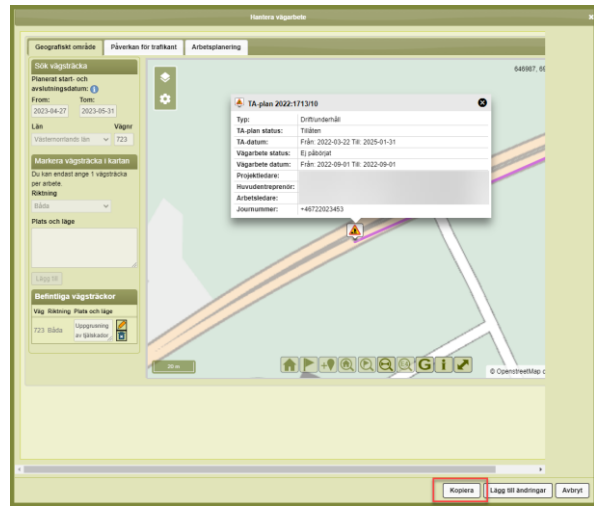 Hantera vägarbete
Geografiskt område Påverkan för trafikant Arbetsplanering
Sök vägsträcka
Planerat start- och
avslutningsdatum:
From: Tom:
2023-04-27 2023-05-31
Län Vägnr
Västernorrlands län 723
Markera vägsträcka i kartan
Du kan endast ange 1 vägsträcka
per arbete.
Riktning
Båda
Plats och läge
Lägg till
Befintliga vägsträckor
Väg Riktning Plats och läge
723 Båda Uppgrusning
av tjälskador
646987, 69
TA-plan 2022:1713/10
Typ: Drift/underhåll
TA-plan status: Tillåten
TA-datum: Från: 2022-03-22 Till: 2025-01-31
Vägarbete status: Ej påbörjat
Vägarbete datum: Från: 2022-09-01 Till: 2022-09-01
Projektledare:
Huvudentreprenör:
Arbetsledare:
Journummer: +46722023453
20 m
G i
© OpenstreetMap c
Kopiera Lägg till ändringar Avbryt